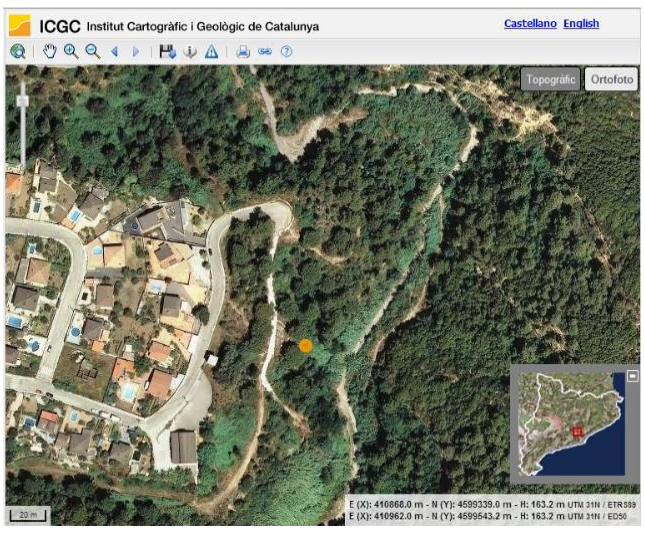 ICGC Institut Cartogràfic i Geològic de Catalunya
Castellano English
Topogràfic Ortofoto
20 m
E (X): 410868.0 m - N (Y): 4599339.0 m - H: 163.2 m UTM 31N / ETRS89
E (X): 410962.0 m - N (Y): 4599543.2 m - H: 163.2 m UTM 31N / ED50